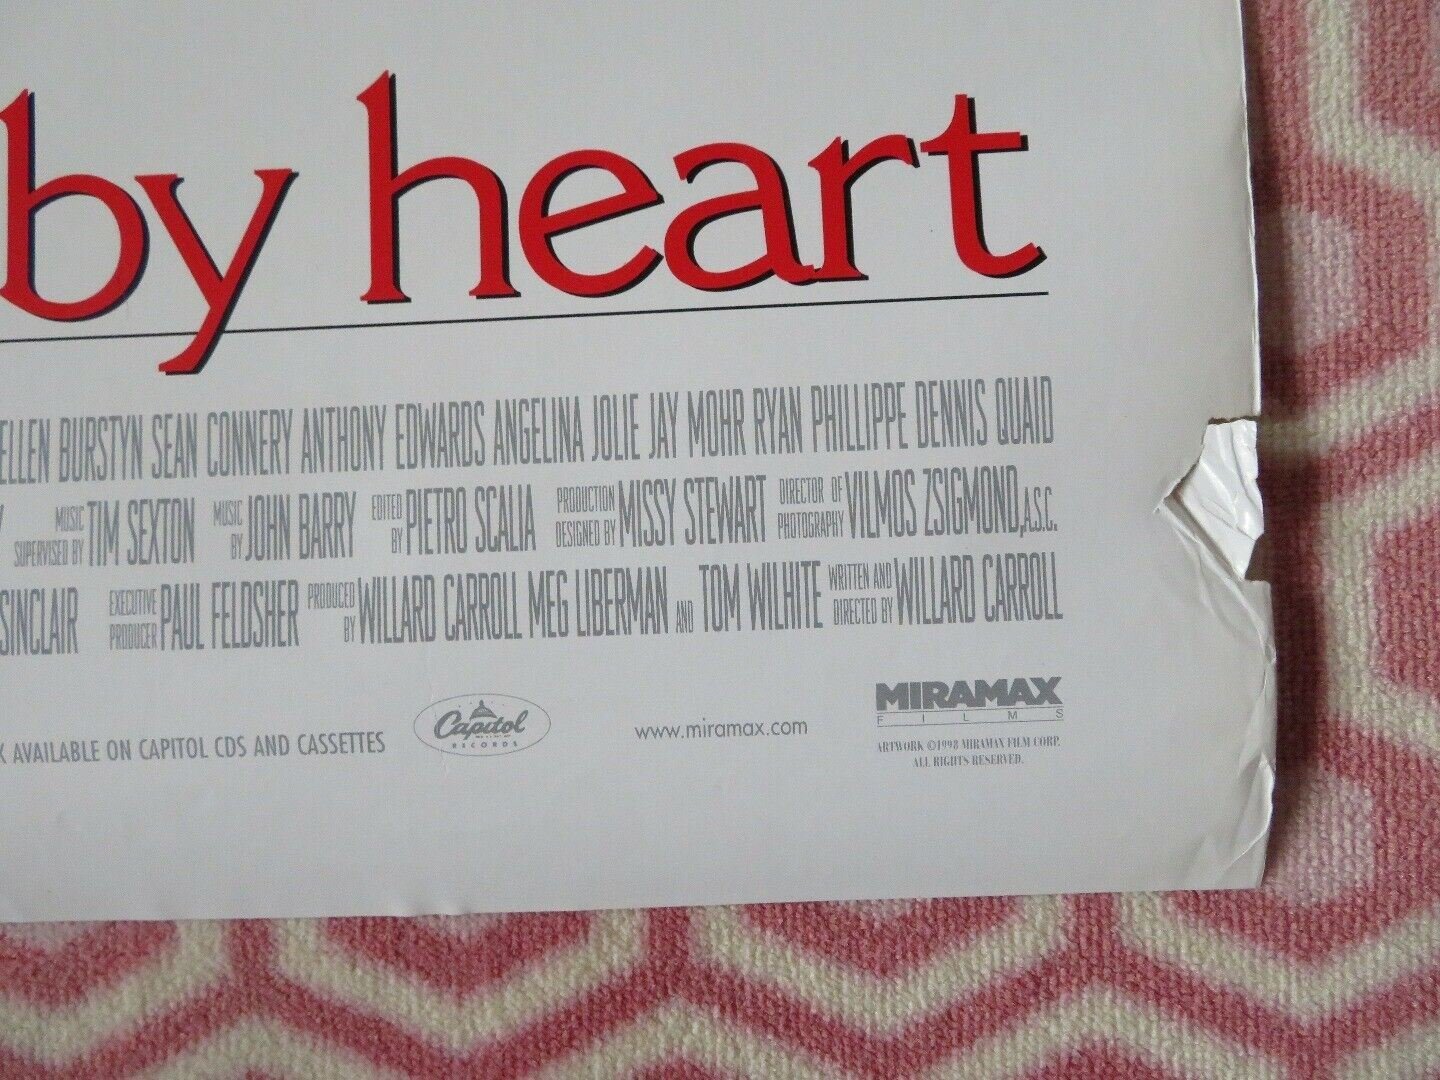 by heart
ELLEN BURSTYN SEAN CONNERY ANTHONY EDWARDS ANGELINA JOLIE JAY MOHR RYAN PHILLIPPE DENNIS QUAID
MUSIC SUPERVISED BY TIM SEXTON MUSIC BY JOHN BARRY EDITED BY PIETRO SCALIA PRODUCTION DESIGNED BY MISSY STEWART DIRECTOR OF PHOTOGRAPHY VILMOS ZSIGMOND, A.S.C.
SINCLAIR EXECUTIVE PRODUCER PAUL FELDSHER PRODUCED BY WILLARD CARROLL MEG LIBERMAN AND TOM WILHITE WRITTEN AND DIRECTED BY WILLARD CARROLL
AVAILABLE ON CAPITOL CDS AND CASSETTES
Capitol
RECORDS
www.miramax.com
MIRAMAX
FILMS
ARTWORK ©1998 MIRAMAX FILM CORP.
ALL RIGHTS RESERVED.